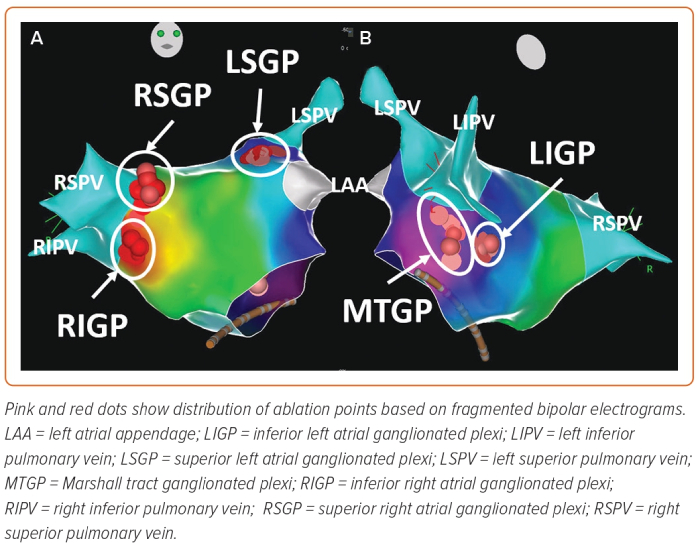 A
B
LSGP
RSGP
LSPV
LSPV
LIPV
LIGP
RSPV
LAA
RIPV
RSPV
R
MTGP
RIGP
Pink and red dots show distribution of ablation points based on fragmented bipolar electrograms.
LAA = left atrial appendage; LIGP = inferior left atrial ganglionated plexi; LIPV = left inferior
pulmonary vein; LSGP = superior left atrial ganglionated plexi; LSPV = left superior pulmonary vein;
MTGP = Marshall tract ganglionated plexi; RIGP = inferior right atrial ganglionated plexi;
RIPV = right inferior pulmonary vein; RSGP = superior right atrial ganglionated plexi; RSPV = right
superior pulmonary vein.